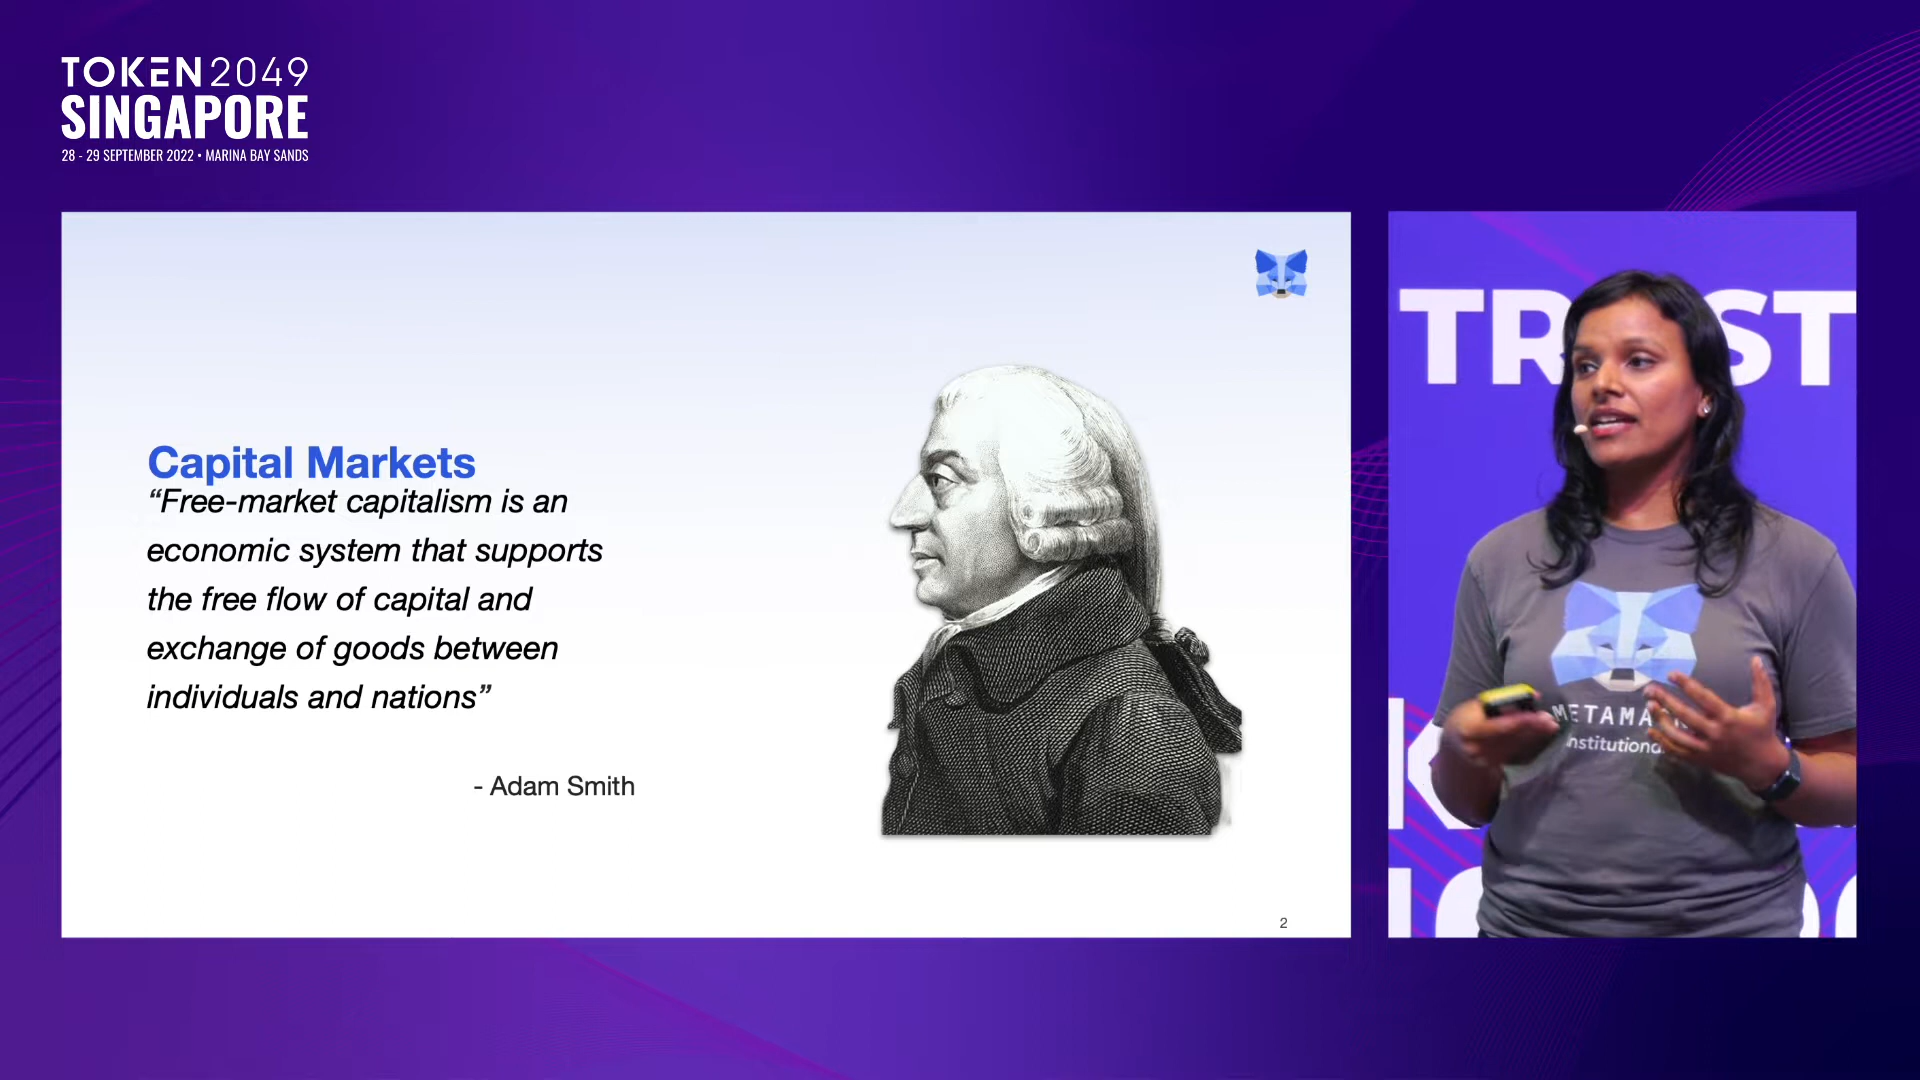 TOKEN2049
SINGAPORE
28 - 29 SEPTEMBER 2022 • MARINA BAY SANDS
Capital Markets
“Free-market capitalism is an
economic system that supports
the free flow of capital and
exchange of goods between
individuals and nations”
- Adam Smith
2
TR ST
METAMA
nstitutiona